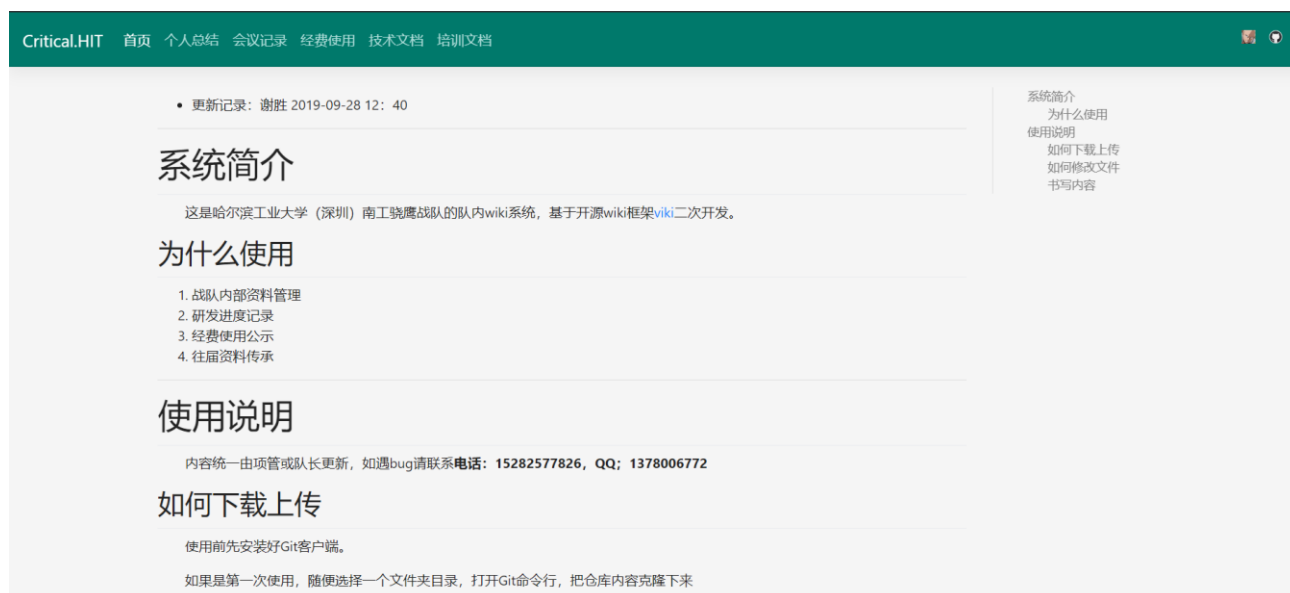 Critical.HIT 首页 个人总结 会议记录 经费使用 技术文档 培训文档
更新记录：谢胜 2019-09-28 12：40
系统简介
这是哈尔滨工业大学（深圳）南工骁鹰战队的队内wiki系统，基于开源wiki框架viki二次开发。
为什么使用
1. 战队内部资料管理
2. 研发进度记录
3. 经费使用公示
4. 往届资料传承
使用说明
内容统一由项管或队长更新，如遇bug请联系电话：15282577826，QQ；1378006772
如何下载上传
使用前先安装好Git客户端。
如果是第一次使用，随便选择一个文件夹目录，打开Git命令行，把仓库内容克隆下来
系统简介
为什么使用
使用说明
如何下载上传
如何修改文件
书写内容